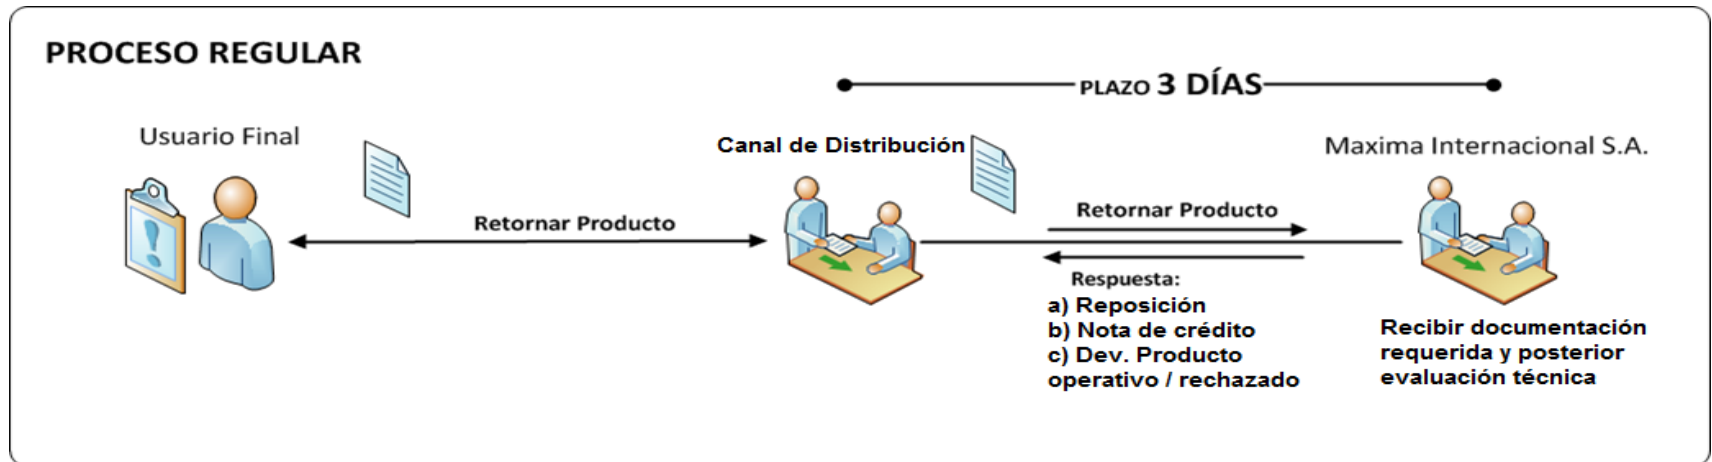 PROCESO REGULAR
PLAZO 3 DÍAS
Usuario Final
Canal de Distribución
Maxima Internacional S.A.
Retornar Producto
Retornar Producto
Respuesta:
a) Reposición
b) Nota de crédito
c) Dev. Producto
operativo / rechazado
Recibir documentación
requerida y posterior
evaluación técnica